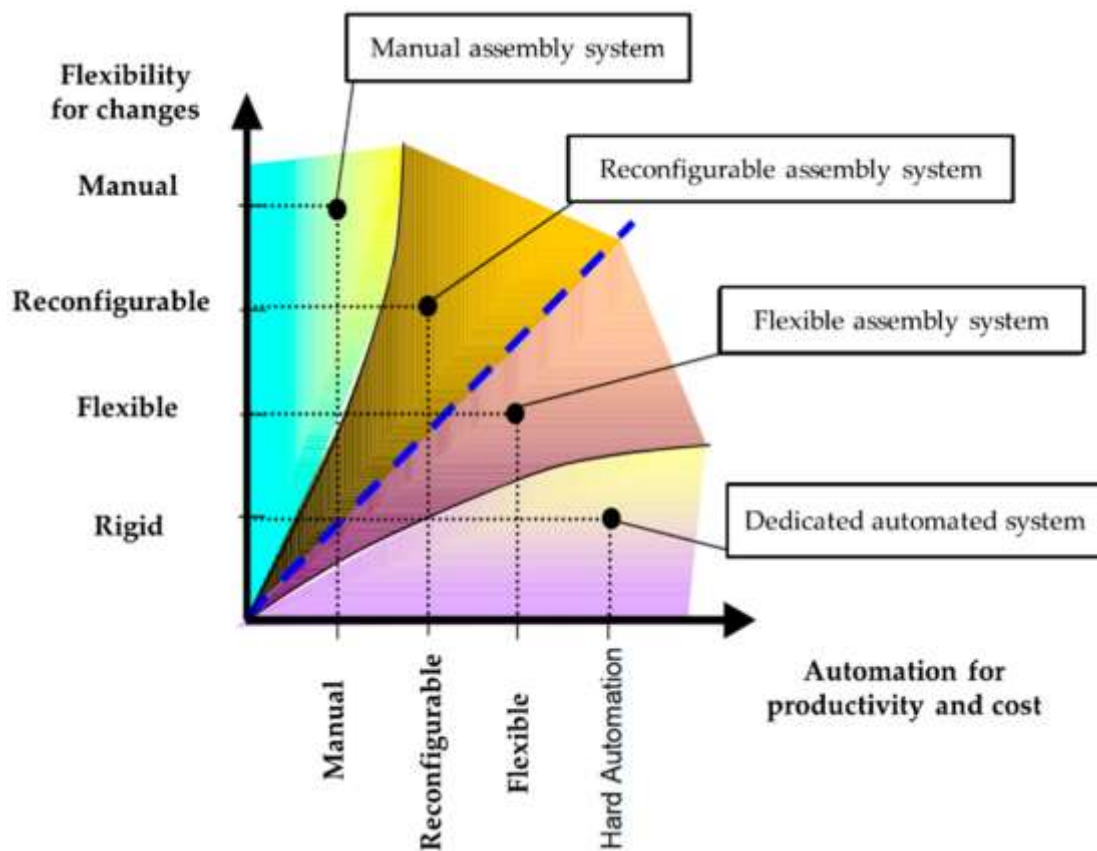 Manual assembly system
Flexibility
for changes
Reconfigurable assembly system
Manual
Reconfigurable
Flexible assembly system
Flexible
Rigid
Dedicated automated system
Manual
Reconfigurable
Flexible
Hard Automation
Automation for
productivity and cost